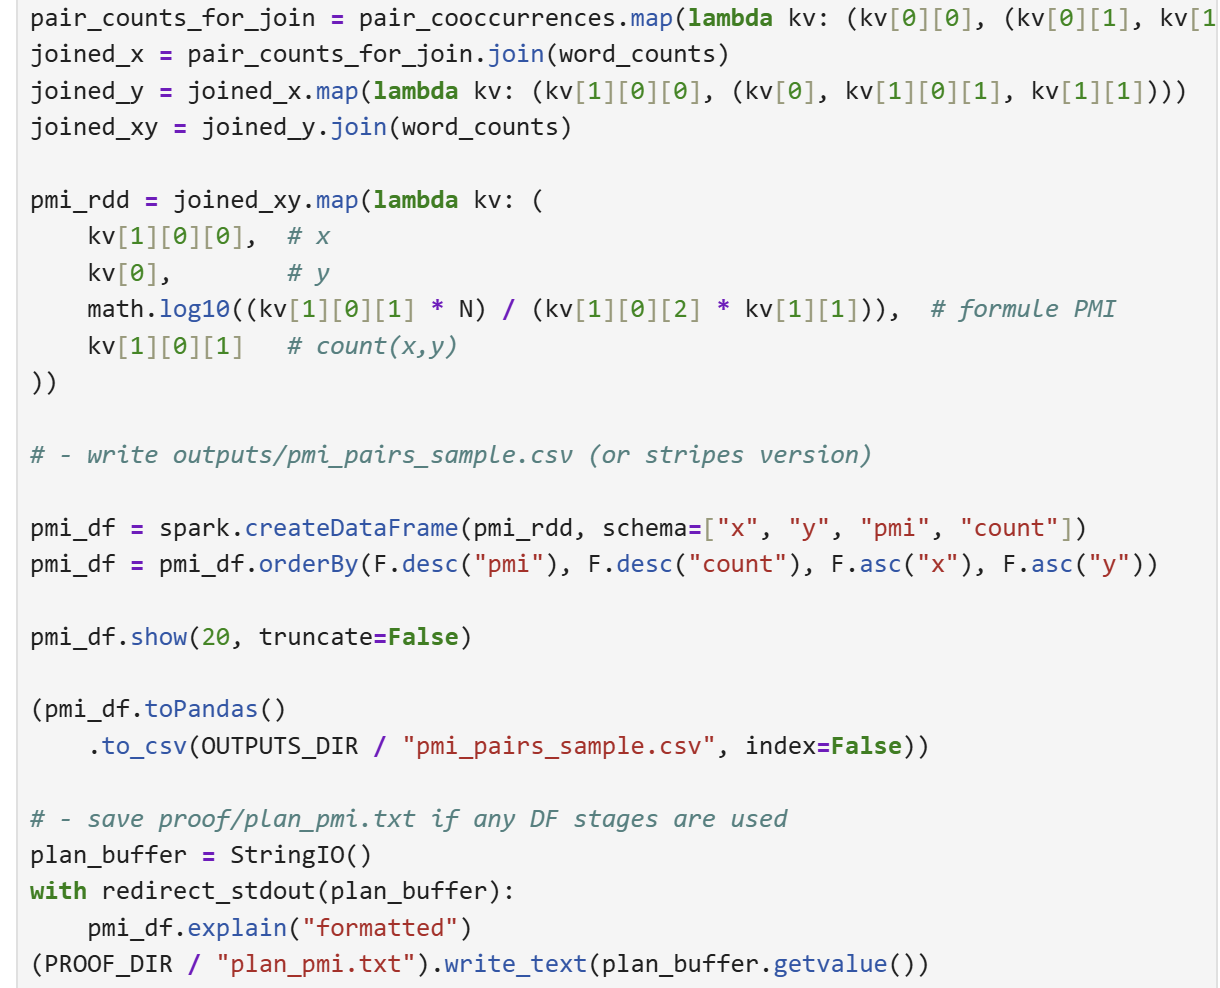 pair_counts_for_join = pair_cooccurrences.map(lambda kv: (kv[0][0], (kv[0][1], kv[1
joined_x = pair_counts_for_join.join(word_counts)
joined_y = joined_x.map(lambda kv: (kv[1][0][0], (kv[0], kv[1][0][1], kv[1][1])))
joined_xy = joined_y.join(word_counts)

pmi_rdd = joined_xy.map(lambda kv: (
    kv[1][0][0],  # x
    kv[0],        # y
    math.log10((kv[1][0][1] * N) / (kv[1][0][2] * kv[1][1])),  # formule PMI
    kv[1][0][1]   # count(x,y)
))

# - write outputs/pmi_pairs_sample.csv (or stripes version)

pmi_df = spark.createDataFrame(pmi_rdd, schema=["x", "y", "pmi", "count"])
pmi_df = pmi_df.orderBy(F.desc("pmi"), F.desc("count"), F.asc("x"), F.asc("y"))

pmi_df.show(20, truncate=False)

(pmi_df.toPandas()
    .to_csv(OUTPUTS_DIR / "pmi_pairs_sample.csv", index=False))

# - save proof/plan_pmi.txt if any DF stages are used
plan_buffer = StringIO()
with redirect_stdout(plan_buffer):
    pmi_df.explain("formatted")
(PROOF_DIR / "plan_pmi.txt").write_text(plan_buffer.getvalue())